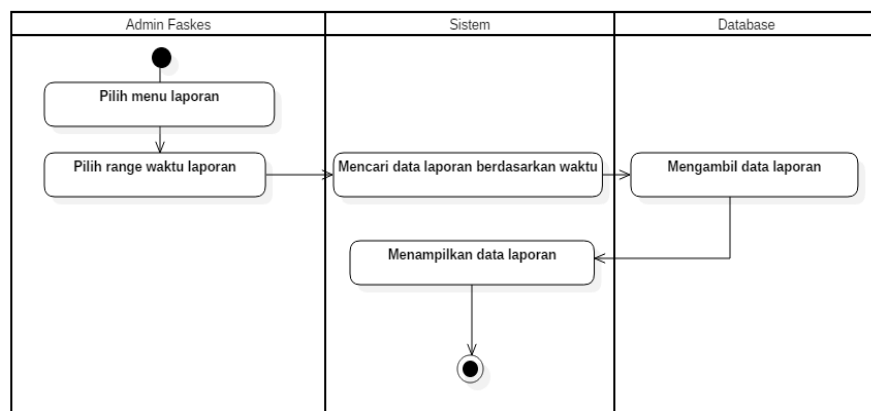 Admin Faskes
Sistem
Database
Pilih menu laporan
Pilih range waktu laporan
Mencari data laporan berdasarkan waktu
Mengambil data laporan
Menampilkan data laporan